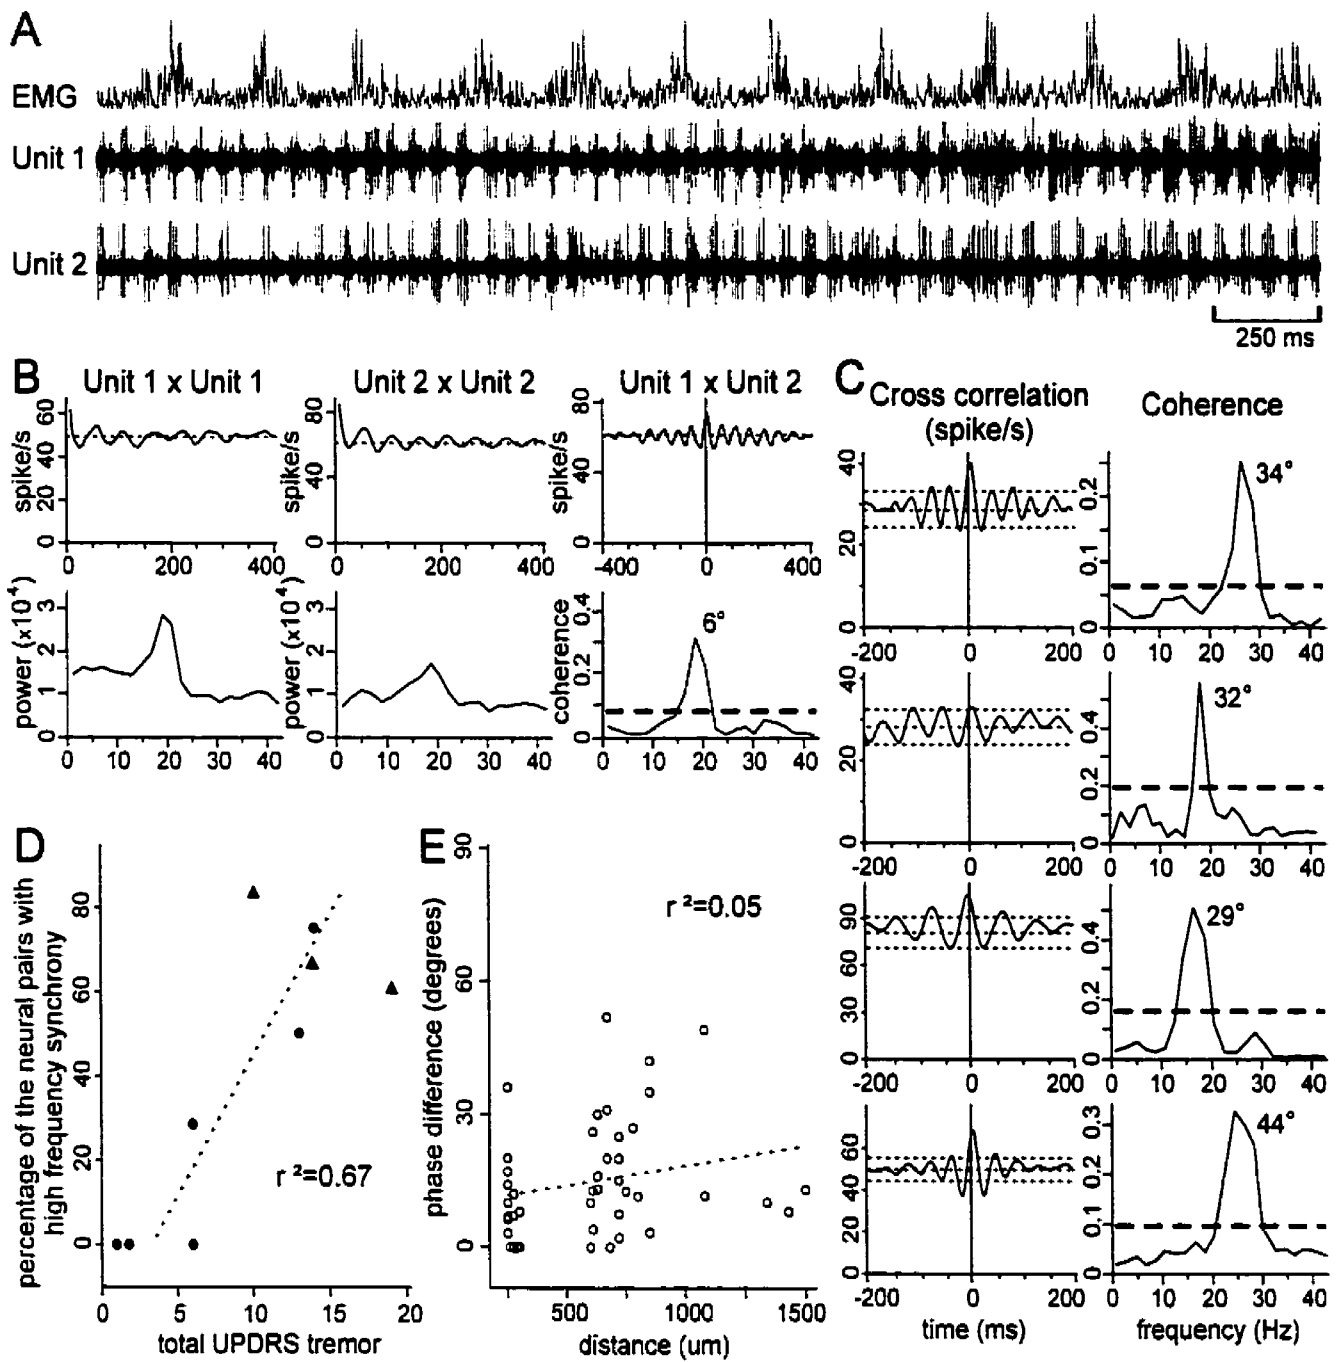 A
EMG
Unit 1
Unit 2
250 ms
B
Unit 1 x Unit 1
Unit 2 x Unit 2
Unit 1 x Unit 2
spike/s
0 20 40 60
0 200 400
spike/s
0 40 80
0 200 400
spike/s
0 40 80
-400 0 400
power (x10⁴)
0 1 2 3
0 10 20 30 40
power (x10⁴)
0 1 2 3
0 10 20 30 40
coherence
0 0.2 0.4
6°
0 10 20 30 40
C
Cross correlation
(spike/s)
Coherence
0 20 40
-200 0 200
0 0.1 0.2
34°
0 10 20 30 40
0 20 40
-200 0 200
0 0.2 0.4
32°
0 10 20 30 40
0 30 60 90
-200 0 200
0 0.2 0.4
29°
0 10 20 30 40
0 20 40 60
-200 0 200
time (ms)
0 0.1 0.2 0.3
44°
0 10 20 30 40
frequency (Hz)
D
percentage of the neural pairs with
high frequency synchrony
0 20 40 60 80
r²=0.67
0 5 10 15 20
total UPDRS tremor
E
phase difference (degrees)
0 30 60 90
r²=0.05
500 1000 1500
distance (um)